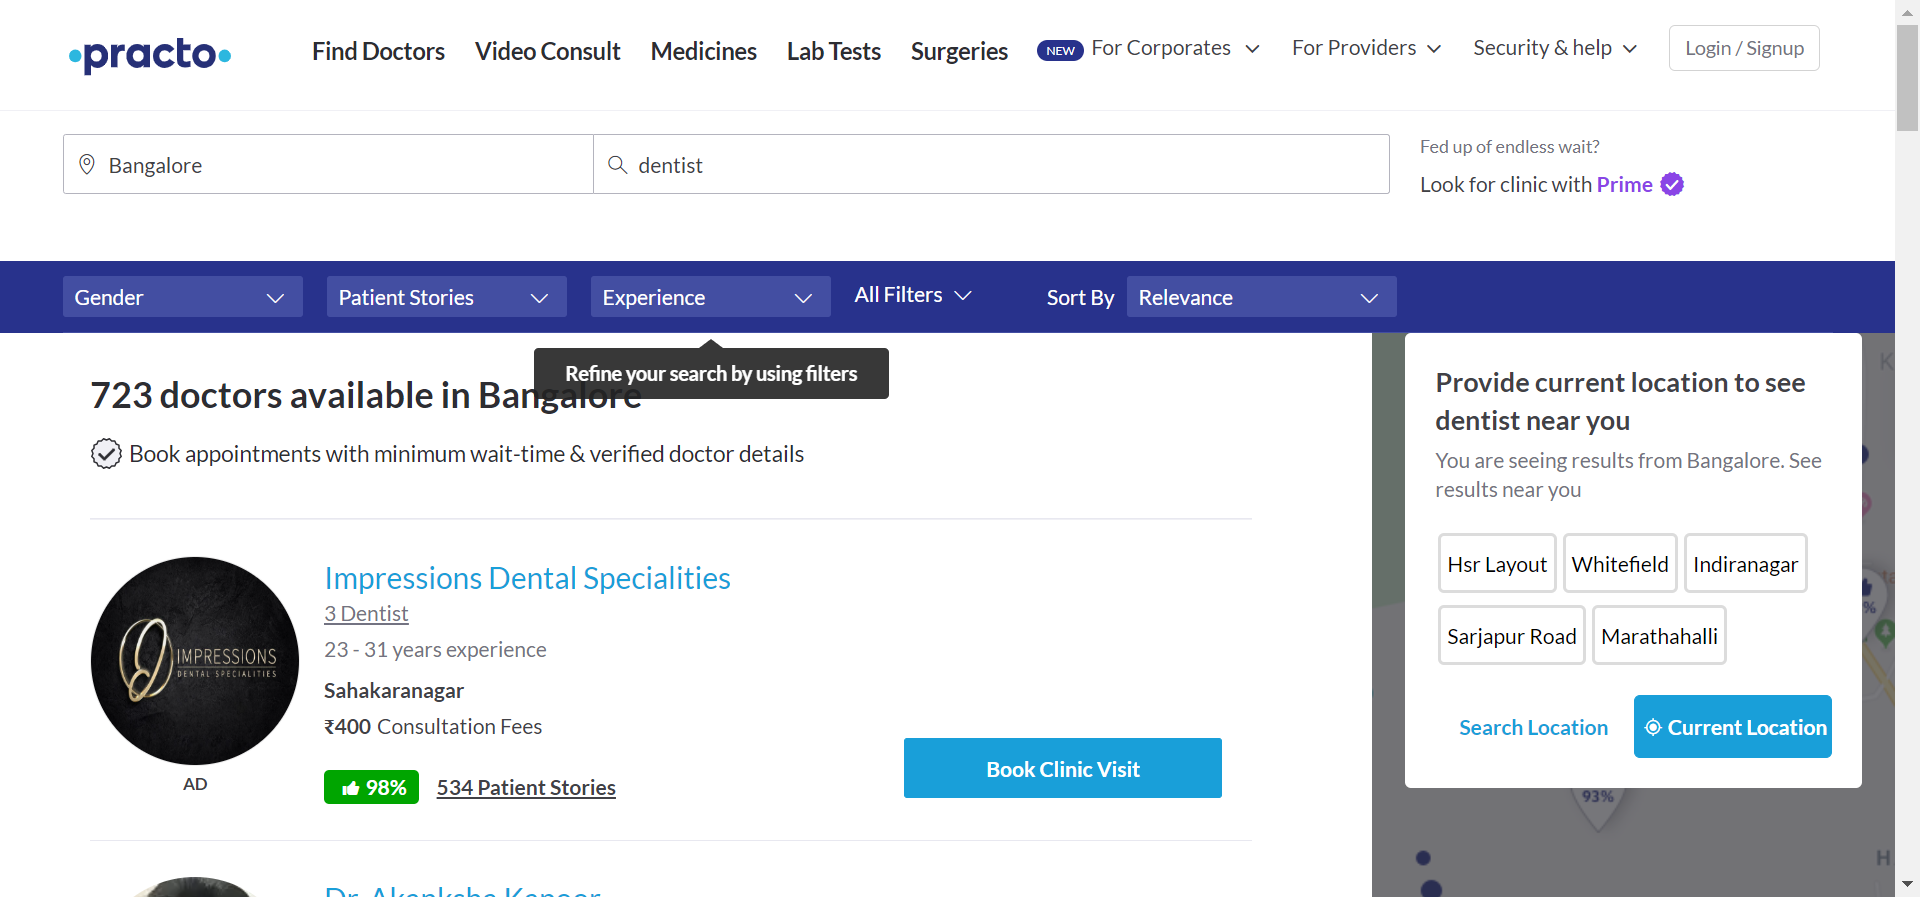 practo
Find Doctors
Video Consult
Medicines
Lab Tests
Surgeries
NEW For Corporates
For Providers
Security & help
Login / Signup
Bangalore
dentist
Fed up of endless wait?
Look for clinic with Prime
Gender
Patient Stories
Experience
All Filters
Sort By
Relevance
Refine your search by using filters
723 doctors available in Bangalore
Book appointments with minimum wait-time & verified doctor details
IMPRESSIONS
DENTAL SPECIALITIES
AD
Impressions Dental Specialities
3 Dentist
23 - 31 years experience
Sahakaranagar
₹400 Consultation Fees
98%
534 Patient Stories
Book Clinic Visit
Provide current location to see
dentist near you
You are seeing results from Bangalore. See
results near you
Hsr Layout
Whitefield
Indiranagar
Sarjapur Road
Marathahalli
Search Location
Current Location
93%
K
H